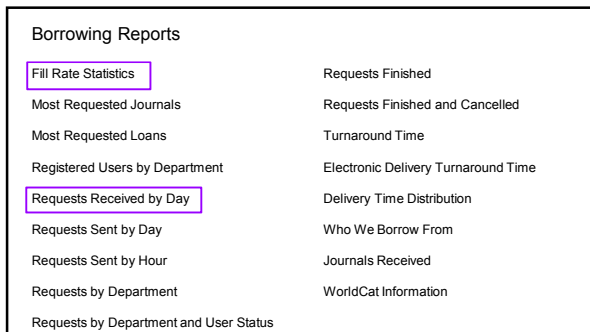 Borrowing Reports
Fill Rate Statistics
Most Requested Journals
Most Requested Loans
Registered Users by Department
Requests Received by Day
Requests Sent by Day
Requests Sent by Hour
Requests by Department
Requests by Department and User Status
Requests Finished
Requests Finished and Cancelled
Turnaround Time
Electronic Delivery Turnaround Time
Delivery Time Distribution
Who We Borrow From
Journals Received
WorldCat Information